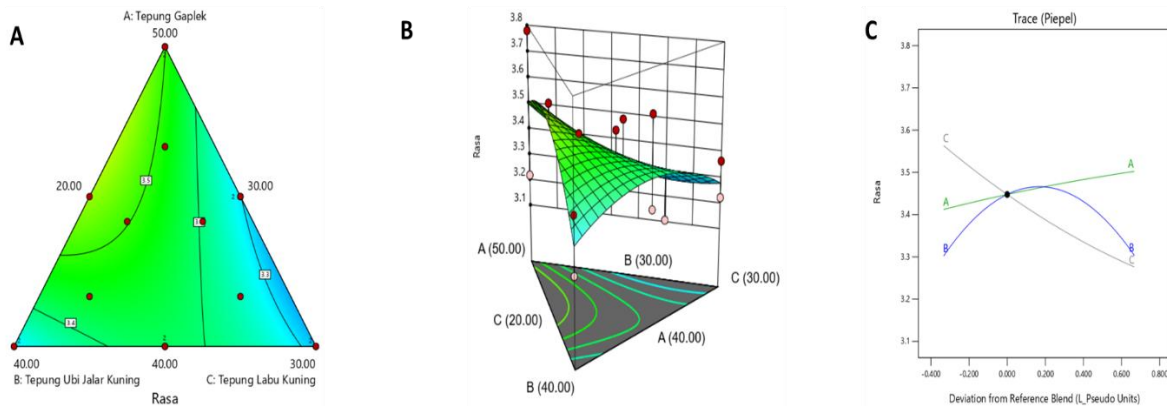 A
A: Tepung Gaplek
50.00
3.5
20.00
30.00
2
3.3
3.4
2
40.00
40.00
30.00
B: Tepung Ubi Jalar Kuning
C: Tepung Labu Kuning
Rasa
B
3.8
3.7
3.6
3.5
3.4
3.3
3.2
3.1
Rasa
A (50.00)
B (30.00)
C (30.00)
C (20.00)
A (40.00)
B (40.00)
C
Trace (Piepel)
3.8
3.7
3.6
3.5
3.4
3.3
3.2
3.1
Rasa
C
A
A
B
B
C
-0.400
-0.200
0.000
0.200
0.400
0.600
0.800
Deviation from Reference Blend (L_Pseudo Units)